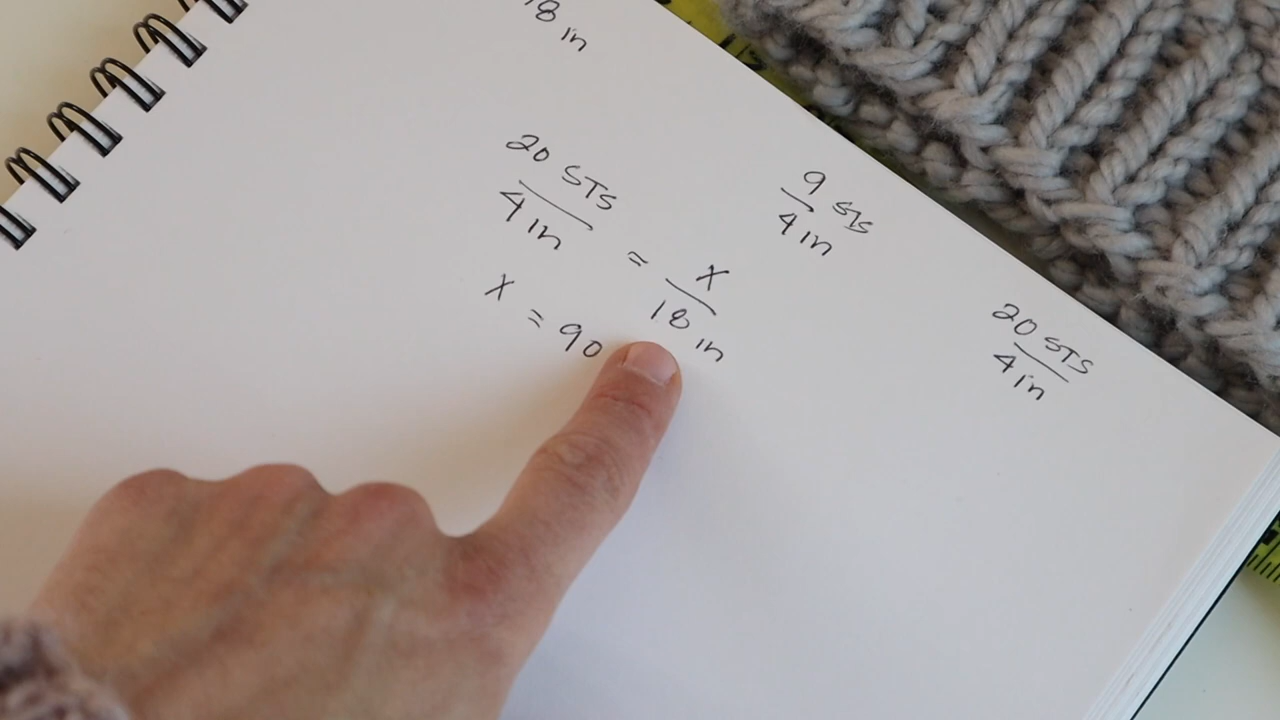 18 in
20 STS
4 in
= x
18 in
x = 90
9 sts
4 in
20 STS
4 in